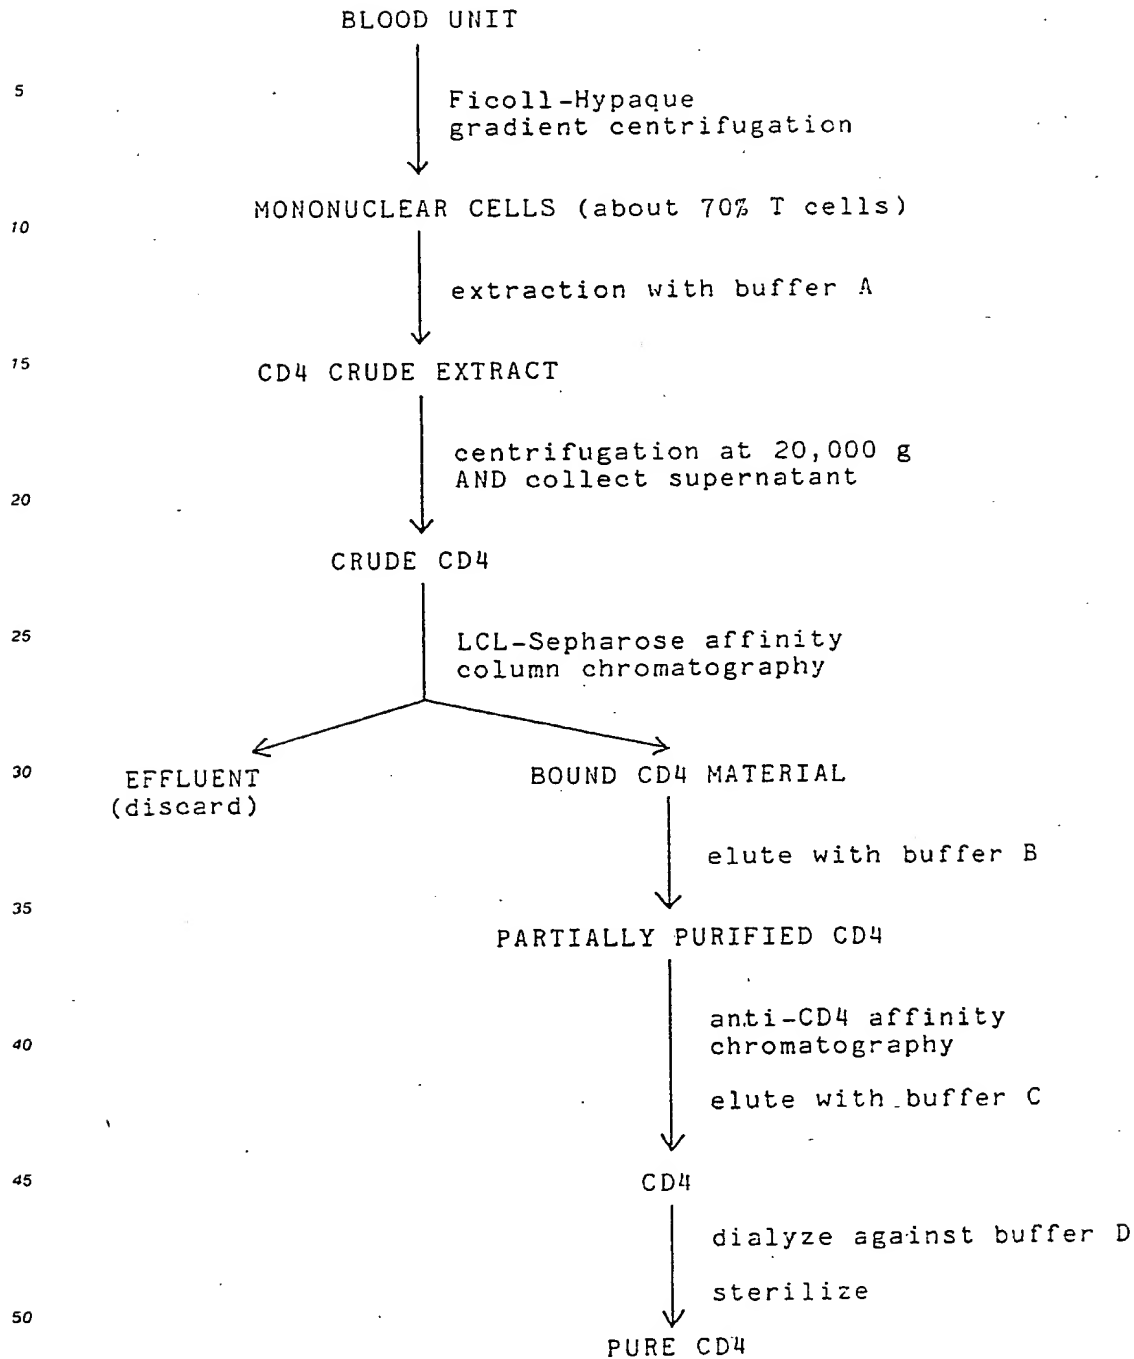 BLOOD UNIT
5
Ficoll-Hypaque
gradient centrifugation
MONONUCLEAR CELLS (about 70% T cells)
10
extraction with buffer A
15
CD4 CRUDE EXTRACT
centrifugation at 20,000 g
AND collect supernatant
20
CRUDE CD4
25
LCL-Sepharose affinity
column chromatography
30
EFFLUENT
(discard)
BOUND CD4 MATERIAL
elute with buffer B
35
PARTIALLY PURIFIED CD4
anti-CD4 affinity
chromatography
40
elute with buffer C
45
CD4
dialyze against buffer D
sterilize
50
PURE CD4